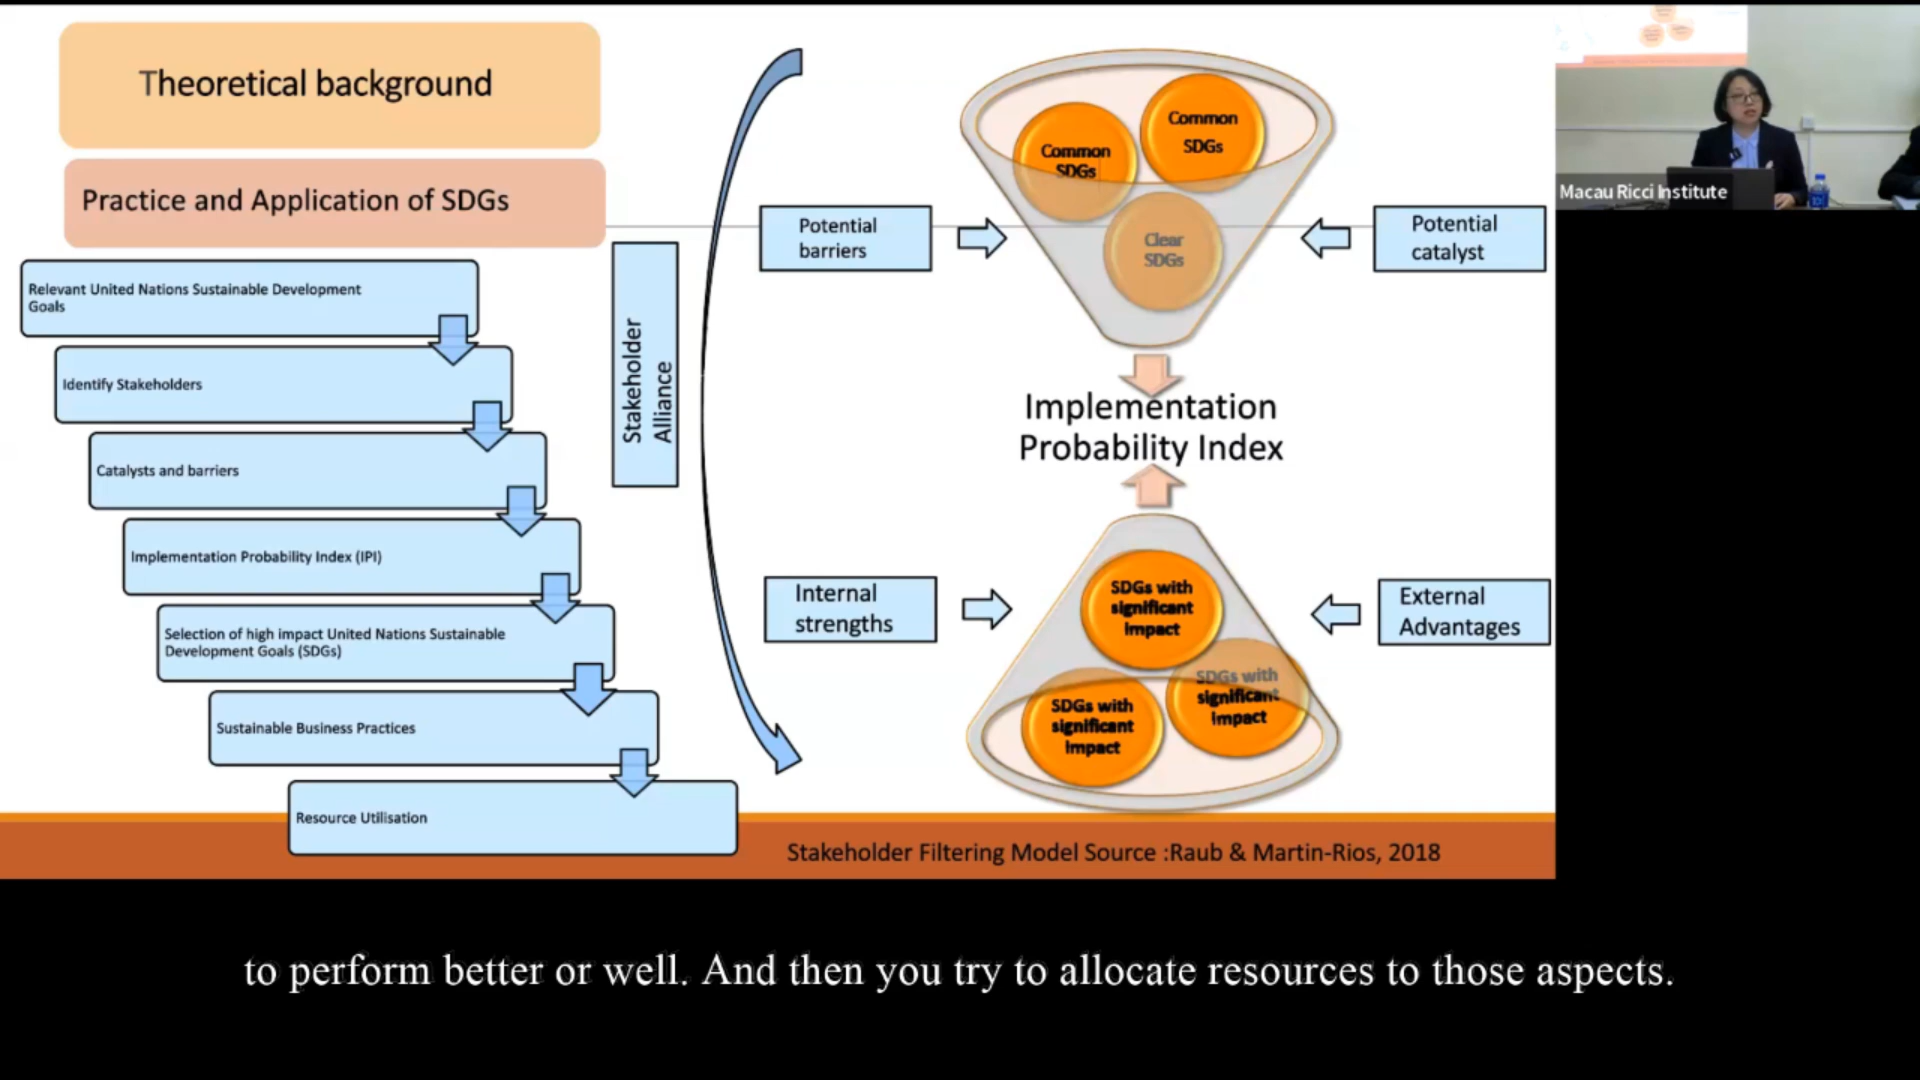 Theoretical background
Practice and Application of SDGs
Relevant United Nations Sustainable Development
Goals
Identify Stakeholders
Catalysts and barriers
Implementation Probability Index (IPI)
Selection of high impact United Nations Sustainable
Development Goals (SDGs)
Sustainable Business Practices
Resource Utilisation
Stakeholder
Alliance
Common
SDGs
Common
SDGs
Clear
SDGs
Potential
barriers
Potential
catalyst
Implementation
Probability Index
Internal
strengths
External
Advantages
SDGs with
significant
impact
SDGs with
significant
impact
SDGs with
significant
impact
Stakeholder Filtering Model Source :Raub & Martin-Rios, 2018
Macau Ricci Institute
to perform better or well. And then you try to allocate resources to those aspects.